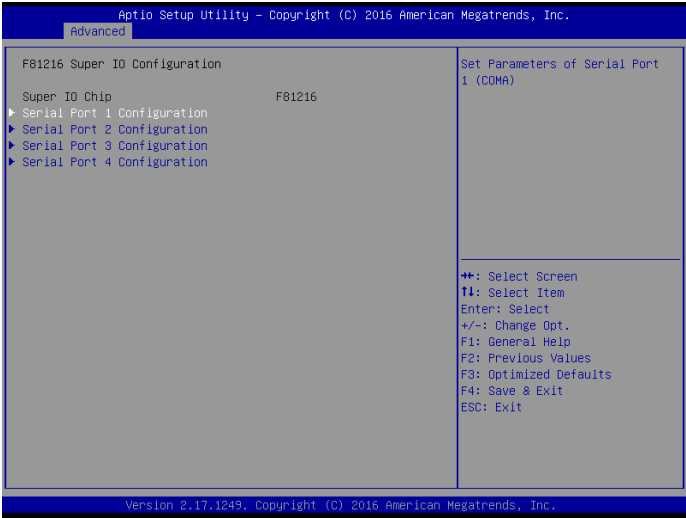 Aptio Setup Utility – Copyright (C) 2016 American Megatrends, Inc.
Advanced
F81216 Super IO Configuration
Super IO Chip F81216
Serial Port 1 Configuration
Serial Port 2 Configuration
Serial Port 3 Configuration
Serial Port 4 Configuration
Set Parameters of Serial Port
1 (COMA)
→←: Select Screen
↑↓: Select Item
Enter: Select
+/-: Change Opt.
F1: General Help
F2: Previous Values
F3: Optimized Defaults
F4: Save & Exit
ESC: Exit
Version 2.17.1249. Copyright (C) 2016 American Megatrends, Inc.